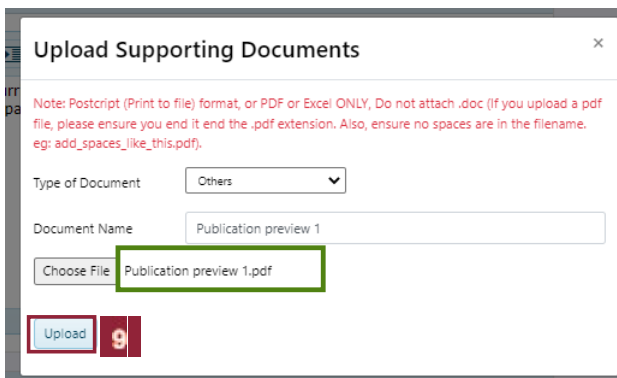 Upload Supporting Documents
×
urr
pa
Note: Postcript (Print to file) format, or PDF or Excel ONLY, Do not attach .doc (If you upload a pdf
file, please ensure you end it end the .pdf extension. Also, ensure no spaces are in the filename.
eg: add_spaces_like_this.pdf).
Type of Document Others
Document Name Publication preview 1
Choose File Publication preview 1.pdf
Upload 9